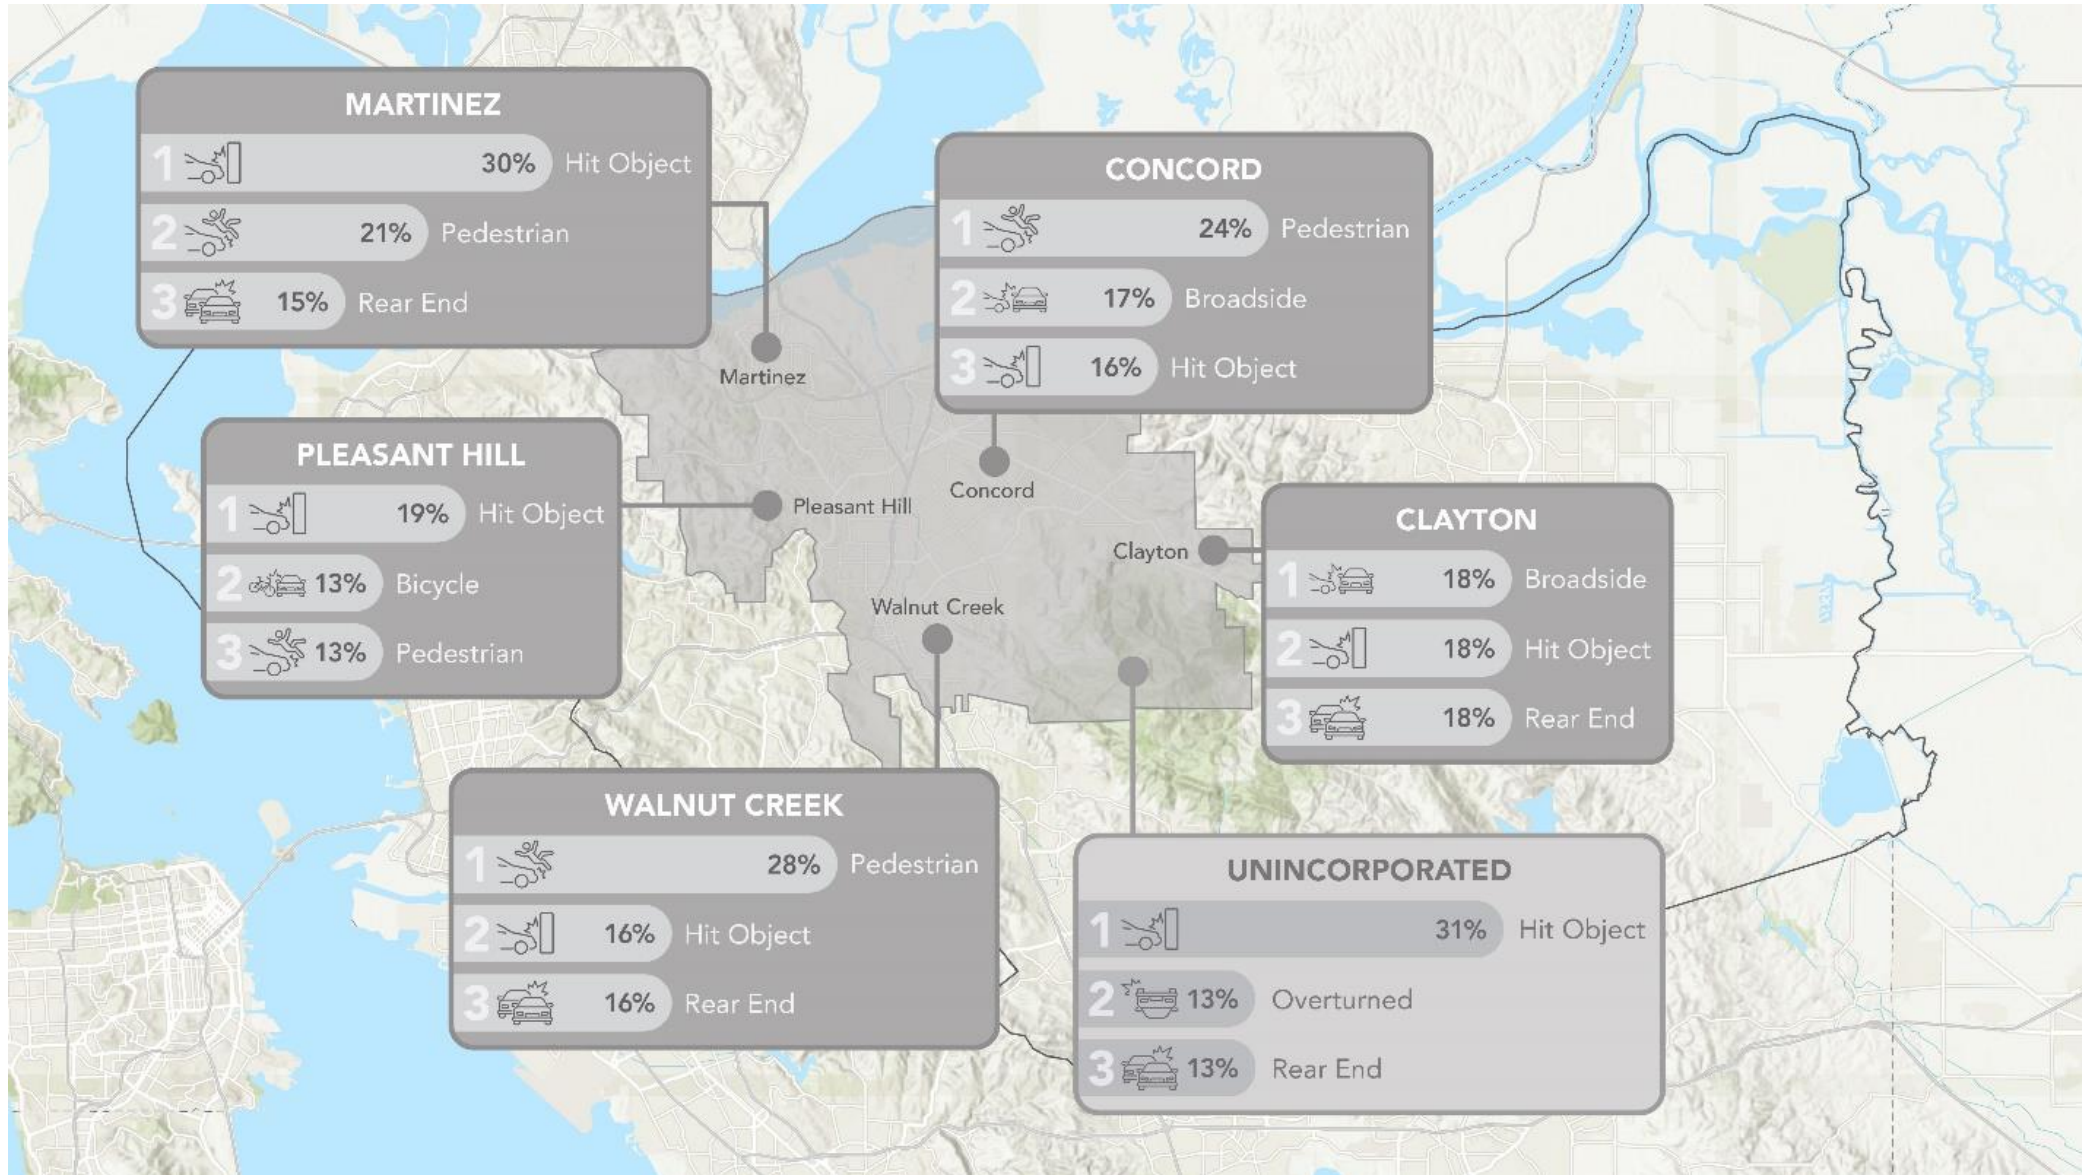 MARTINEZ
1 30% Hit Object
2 21% Pedestrian
3 15% Rear End
CONCORD
1 24% Pedestrian
2 17% Broadside
3 16% Hit Object
Martinez
PLEASANT HILL
1 19% Hit Object
2 13% Bicycle
3 13% Pedestrian
Concord
Pleasant Hill
Clayton
Walnut Creek
CLAYTON
1 18% Broadside
2 18% Hit Object
3 18% Rear End
WALNUT CREEK
1 28% Pedestrian
2 16% Hit Object
3 16% Rear End
UNINCORPORATED
1 31% Hit Object
2 13% Overturned
3 13% Rear End